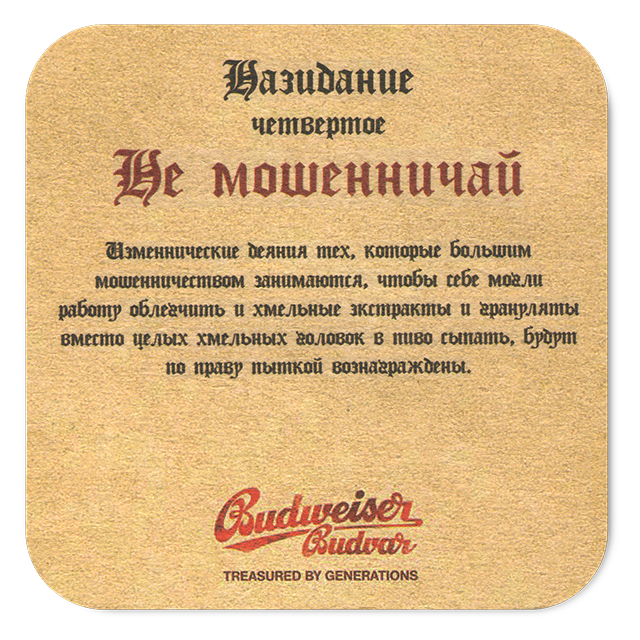 Назидание
четвертое
Не мошенничай
Изменнические деяния тех, которые большим
мошенничеством занимаются, чтобы себе могли
работу облегчить и хмельные экстракты и грануляты
вместо целых хмельных головок в пиво сыпать, будут
по праву пыткой вознаграждены.
Budweiser
Budvar
TREASURED BY GENERATIONS